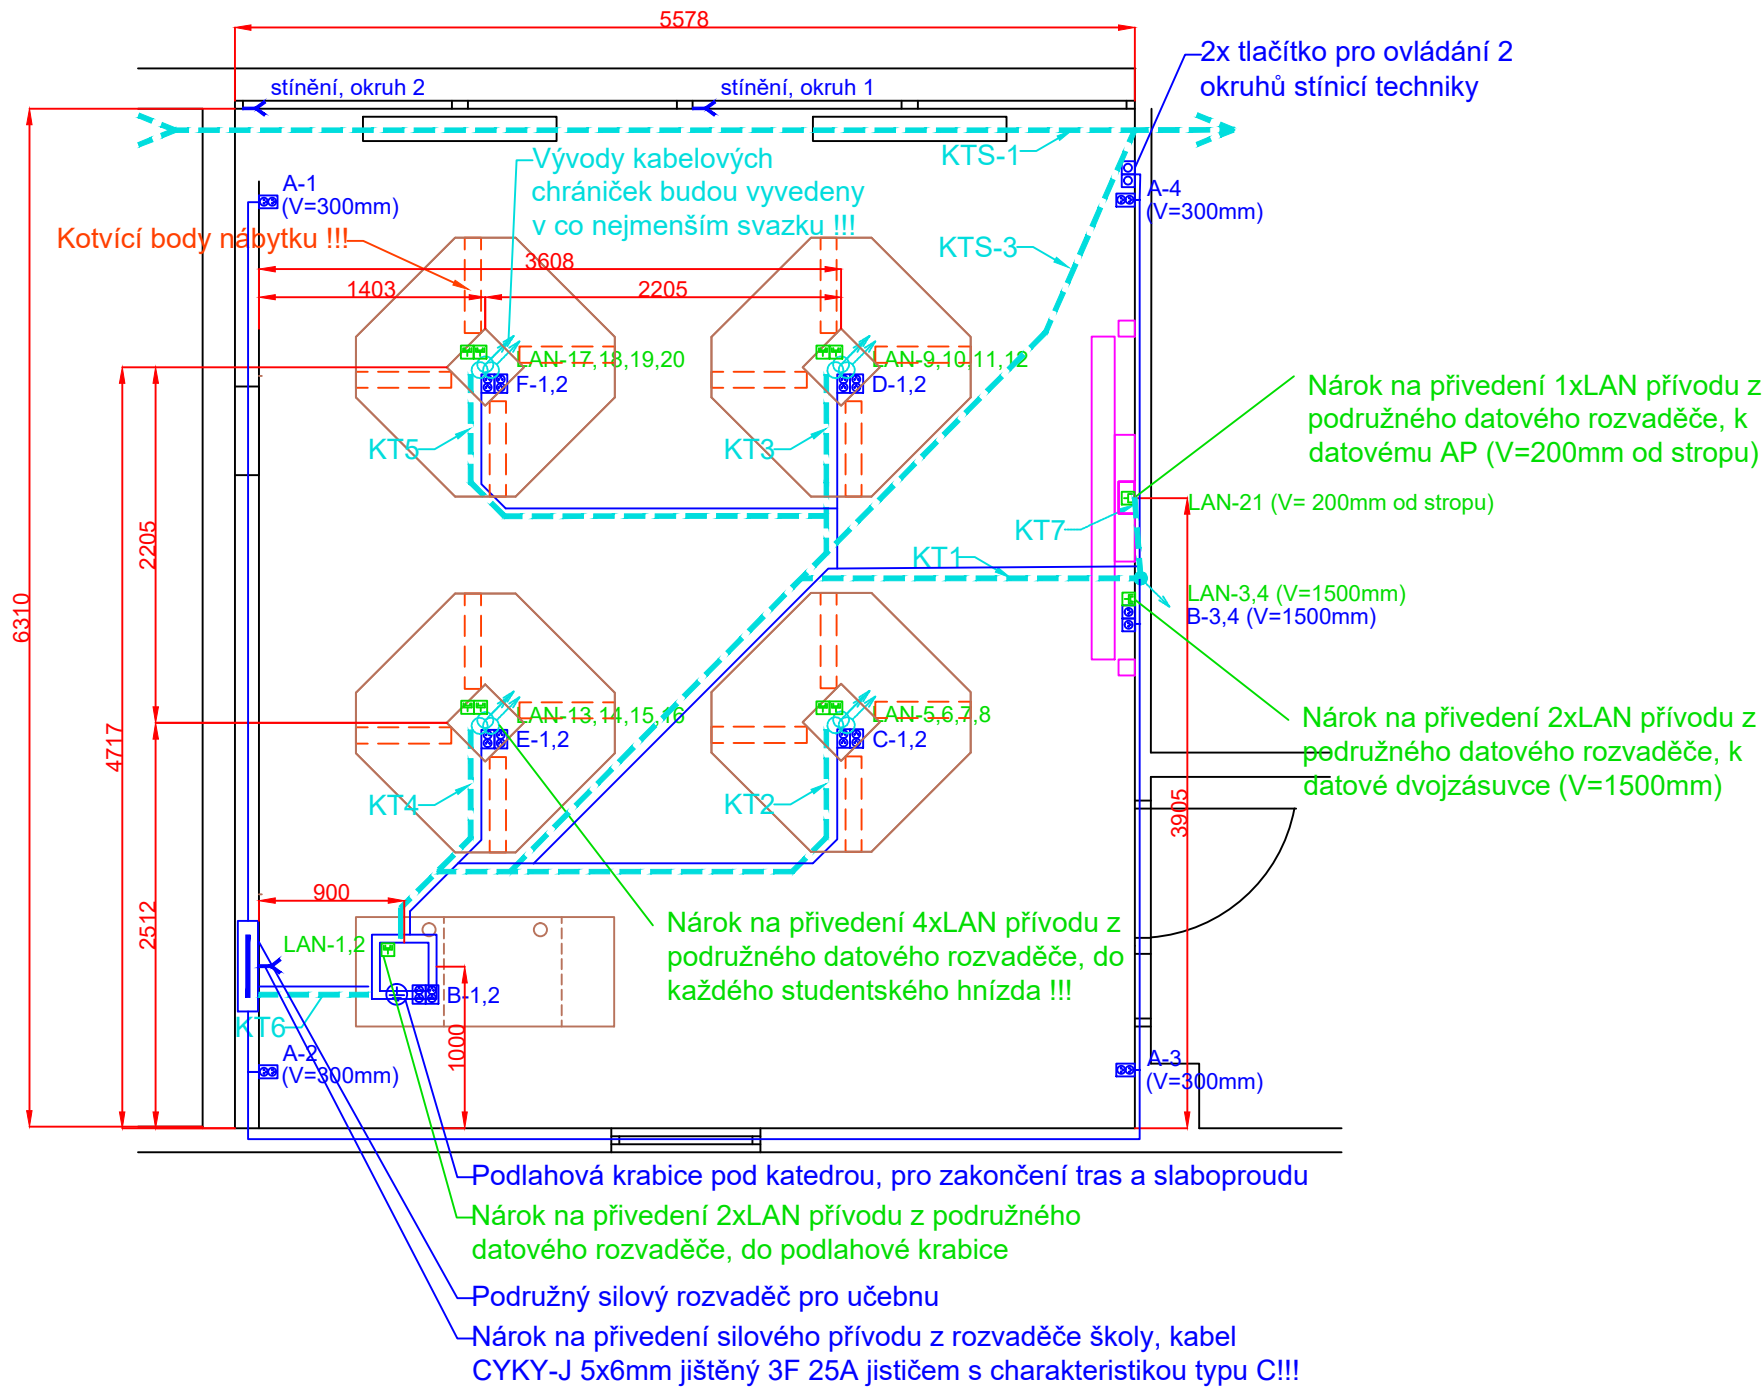 5578
2x tlačítko pro ovládání 2
okruhů stínicí techniky
stínění, okruh 2
stínění, okruh 1
KTS-1
Vývody kabelových
chrániček budou vyvedeny
v co nejmenším svazku !!!
A-1
(V=300mm)
A-4
(V=300mm)
Kotvící body nábytku !!!
KTS-3
3608
1403
2205
LAN-17,18,19,20
F-1,2
LAN-9,10,11,12
D-1,2
Nárok na přivedení 1xLAN přívodu z
podružného datového rozvaděče, k
datovému AP (V=200mm od stropu)
KT5
KT3
LAN-21 (V= 200mm od stropu)
KT7
KT1
2205
LAN-3,4 (V=1500mm)
B-3,4 (V=1500mm)
6310
4717
LAN-13,14,15,16
E-1,2
LAN-5,6,7,8
C-1,2
Nárok na přivedení 2xLAN přívodu z
podružného datového rozvaděče, k
datové dvojzásuvce (V=1500mm)
KT4
KT2
3905
2512
900
LAN-1,2
Nárok na přivedení 4xLAN přívodu z
podružného datového rozvaděče, do
každého studentského hnízda !!!
B-1,2
KT6
1000
A-2
(V=300mm)
A-3
(V=300mm)
Podlahová krabice pod katedrou, pro zakončení tras a slaboproudu
Nárok na přivedení 2xLAN přívodu z podružného
datového rozvaděče, do podlahové krabice
Podružný silový rozvaděč pro učebnu
Nárok na přivedení silového přívodu z rozvaděče školy, kabel
CYKY-J 5x6mm jištěný 3F 25A jističem s charakteristikou typu C!!!